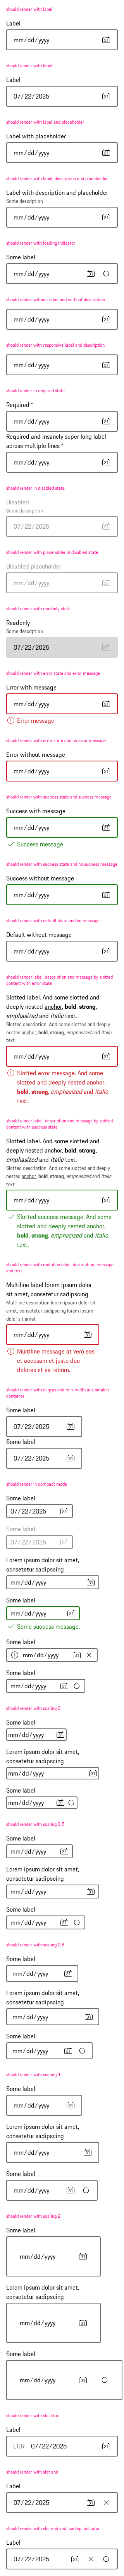 should render with label
Label
mm/dd/yyyy
should render with label
Label
07/22/2025
should render with label and placeholder
Label with placeholder
mm/dd/yyyy
should render with label, description and placeholder
Label with description and placeholder
Some description
mm/dd/yyyy
should render with loading indicator
Some label
mm/dd/yyyy
should render without label and without description
mm/dd/yyyy
should render with responsive label and description
mm/dd/yyyy
should render in required state
Required *
mm/dd/yyyy
Required and insanely super long label
across multiple lines *
mm/dd/yyyy
should render in disabled state
Disabled
Some description
07/22/2025
should render with placeholder in disabled state
Disabled placeholder
mm/dd/yyyy
should render with readonly state
Readonly
Some description
07/22/2025
should render with error state and error message
Error with message
mm/dd/yyyy
Error message
should render with error state and no error message
Error without message
mm/dd/yyyy
should render with success state and success message
Success with message
mm/dd/yyyy
Success message
should render with success state and no success message
Success without message
mm/dd/yyyy
should render with default state and no message
Default without message
mm/dd/yyyy
should render label, description and message by slotted
content with error state
Slotted label. And some slotted and
deeply nested anchor, bold, strong,
emphasized and italic text.
Slotted description. And some slotted and deeply
nested anchor, bold, strong, emphasized and italic
text.
mm/dd/yyyy
Slotted error message. And some
slotted and deeply nested anchor,
bold, strong, emphasized and italic
text.
should render label, description and message by slotted
content with success state
Slotted label. And some slotted and
deeply nested anchor, bold, strong,
emphasized and italic text.
Slotted description. And some slotted and deeply
nested anchor, bold, strong, emphasized and italic
text.
mm/dd/yyyy
Slotted success message. And some
slotted and deeply nested anchor,
bold, strong, emphasized and italic
text.
should render with multiline label, description, message
and text
Multiline label lorem ipsum dolor
sit amet, consetetur sadipscing
Multiline description lorem ipsum dolor sit
amet, consetetur sadipscing lorem ipsum
dolor sit amet
mm/dd/yyyy
Multiline message at vero eos
et accusam et justo duo
dolores et ea rebum.
should render with ellipsis and min-width in a smaller
container
Some label
07/22/2025
Some label
07/22/2025
should render in compact mode
Some label
07/22/2025
Some label
07/22/2025
Lorem ipsum dolor sit amet,
consetetur sadipscing
mm/dd/yyyy
Some label
mm/dd/yyyy
Some success message.
Some label
mm/dd/yyyy
Some label
mm/dd/yyyy
should render with scaling 0
Some label
mm/dd/yyyy
Lorem ipsum dolor sit amet,
consetetur sadipscing
mm/dd/yyyy
Some label
mm/dd/yyyy
should render with scaling 0.5
Some label
mm/dd/yyyy
Lorem ipsum dolor sit amet,
consetetur sadipscing
mm/dd/yyyy
Some label
mm/dd/yyyy
should render with scaling 0.8
Some label
mm/dd/yyyy
Lorem ipsum dolor sit amet,
consetetur sadipscing
mm/dd/yyyy
Some label
mm/dd/yyyy
should render with scaling 1
Some label
mm/dd/yyyy
Lorem ipsum dolor sit amet,
consetetur sadipscing
mm/dd/yyyy
Some label
mm/dd/yyyy
should render with scaling 2
Some label
mm/dd/yyyy
Lorem ipsum dolor sit amet,
consetetur sadipscing
mm/dd/yyyy
Some label
mm/dd/yyyy
should render with slot start
Label
EUR 07/22/2025
should render with slot end
Label
07/22/2025
should render with slot end and loading indicator
Label
07/22/2025